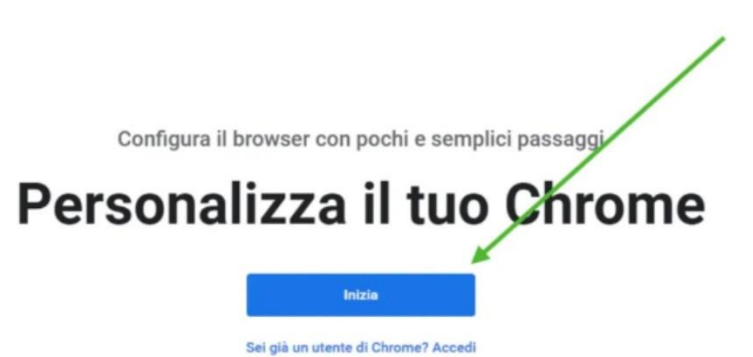 Configura il browser con pochi e semplici passaggi
Personalizza il tuo Chrome
Inizia
Sei già un utente di Chrome? Accedi